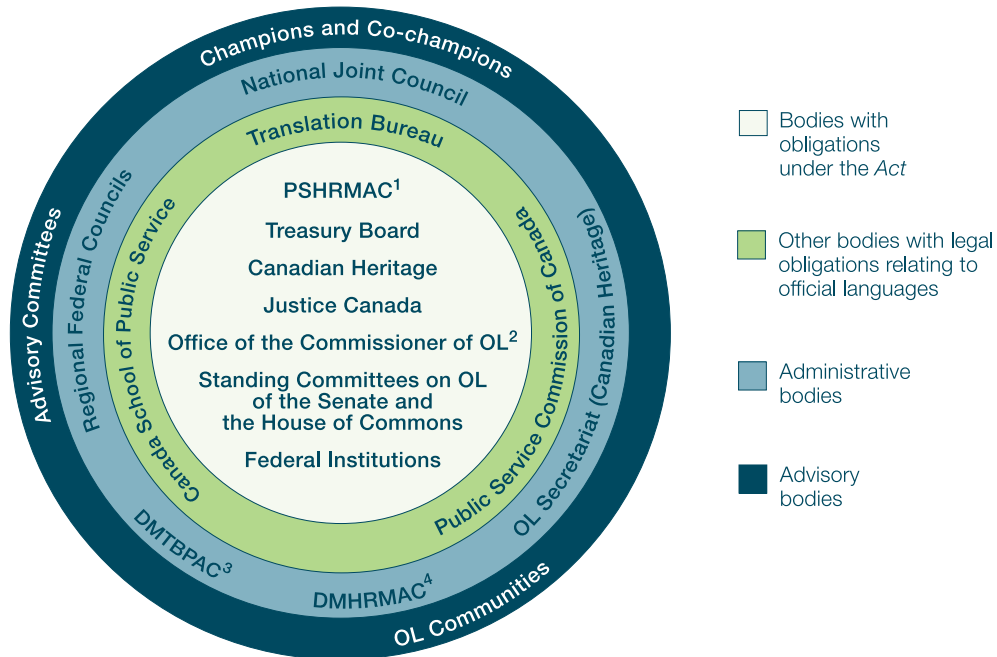 Champions and Co-champions
National Joint Council
Translation Bureau
Advisory Committees
Regional Federal Councils
Canada School of Public Service
PSHRMAC1
Treasury Board
Canadian Heritage
Justice Canada
Office of the Commissioner of OL2
Standing Committees on OL
of the Senate and
the House of Commons
Federal Institutions
Public Service Commission of Canada
OL Secretariat (Canadian Heritage)
DMTBPAC3
DMHRMAC4
OL Communities
Bodies with
obligations
under the Act
Other bodies with legal
obligations relating to
official languages
Administrative
bodies
Advisory
bodies